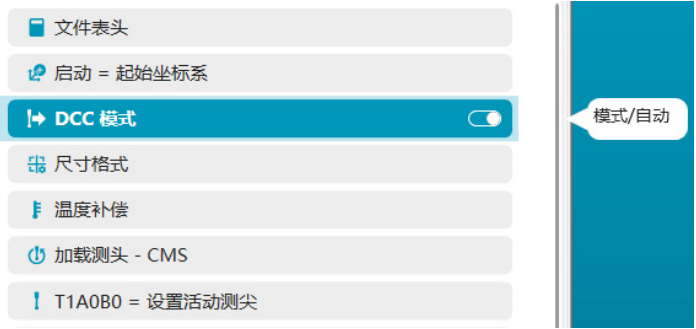 文件表头
启动 = 起始坐标系
DCC 模式
模式/自动
尺寸格式
温度补偿
加载测头 - CMS
T1A0B0 = 设置活动测尖